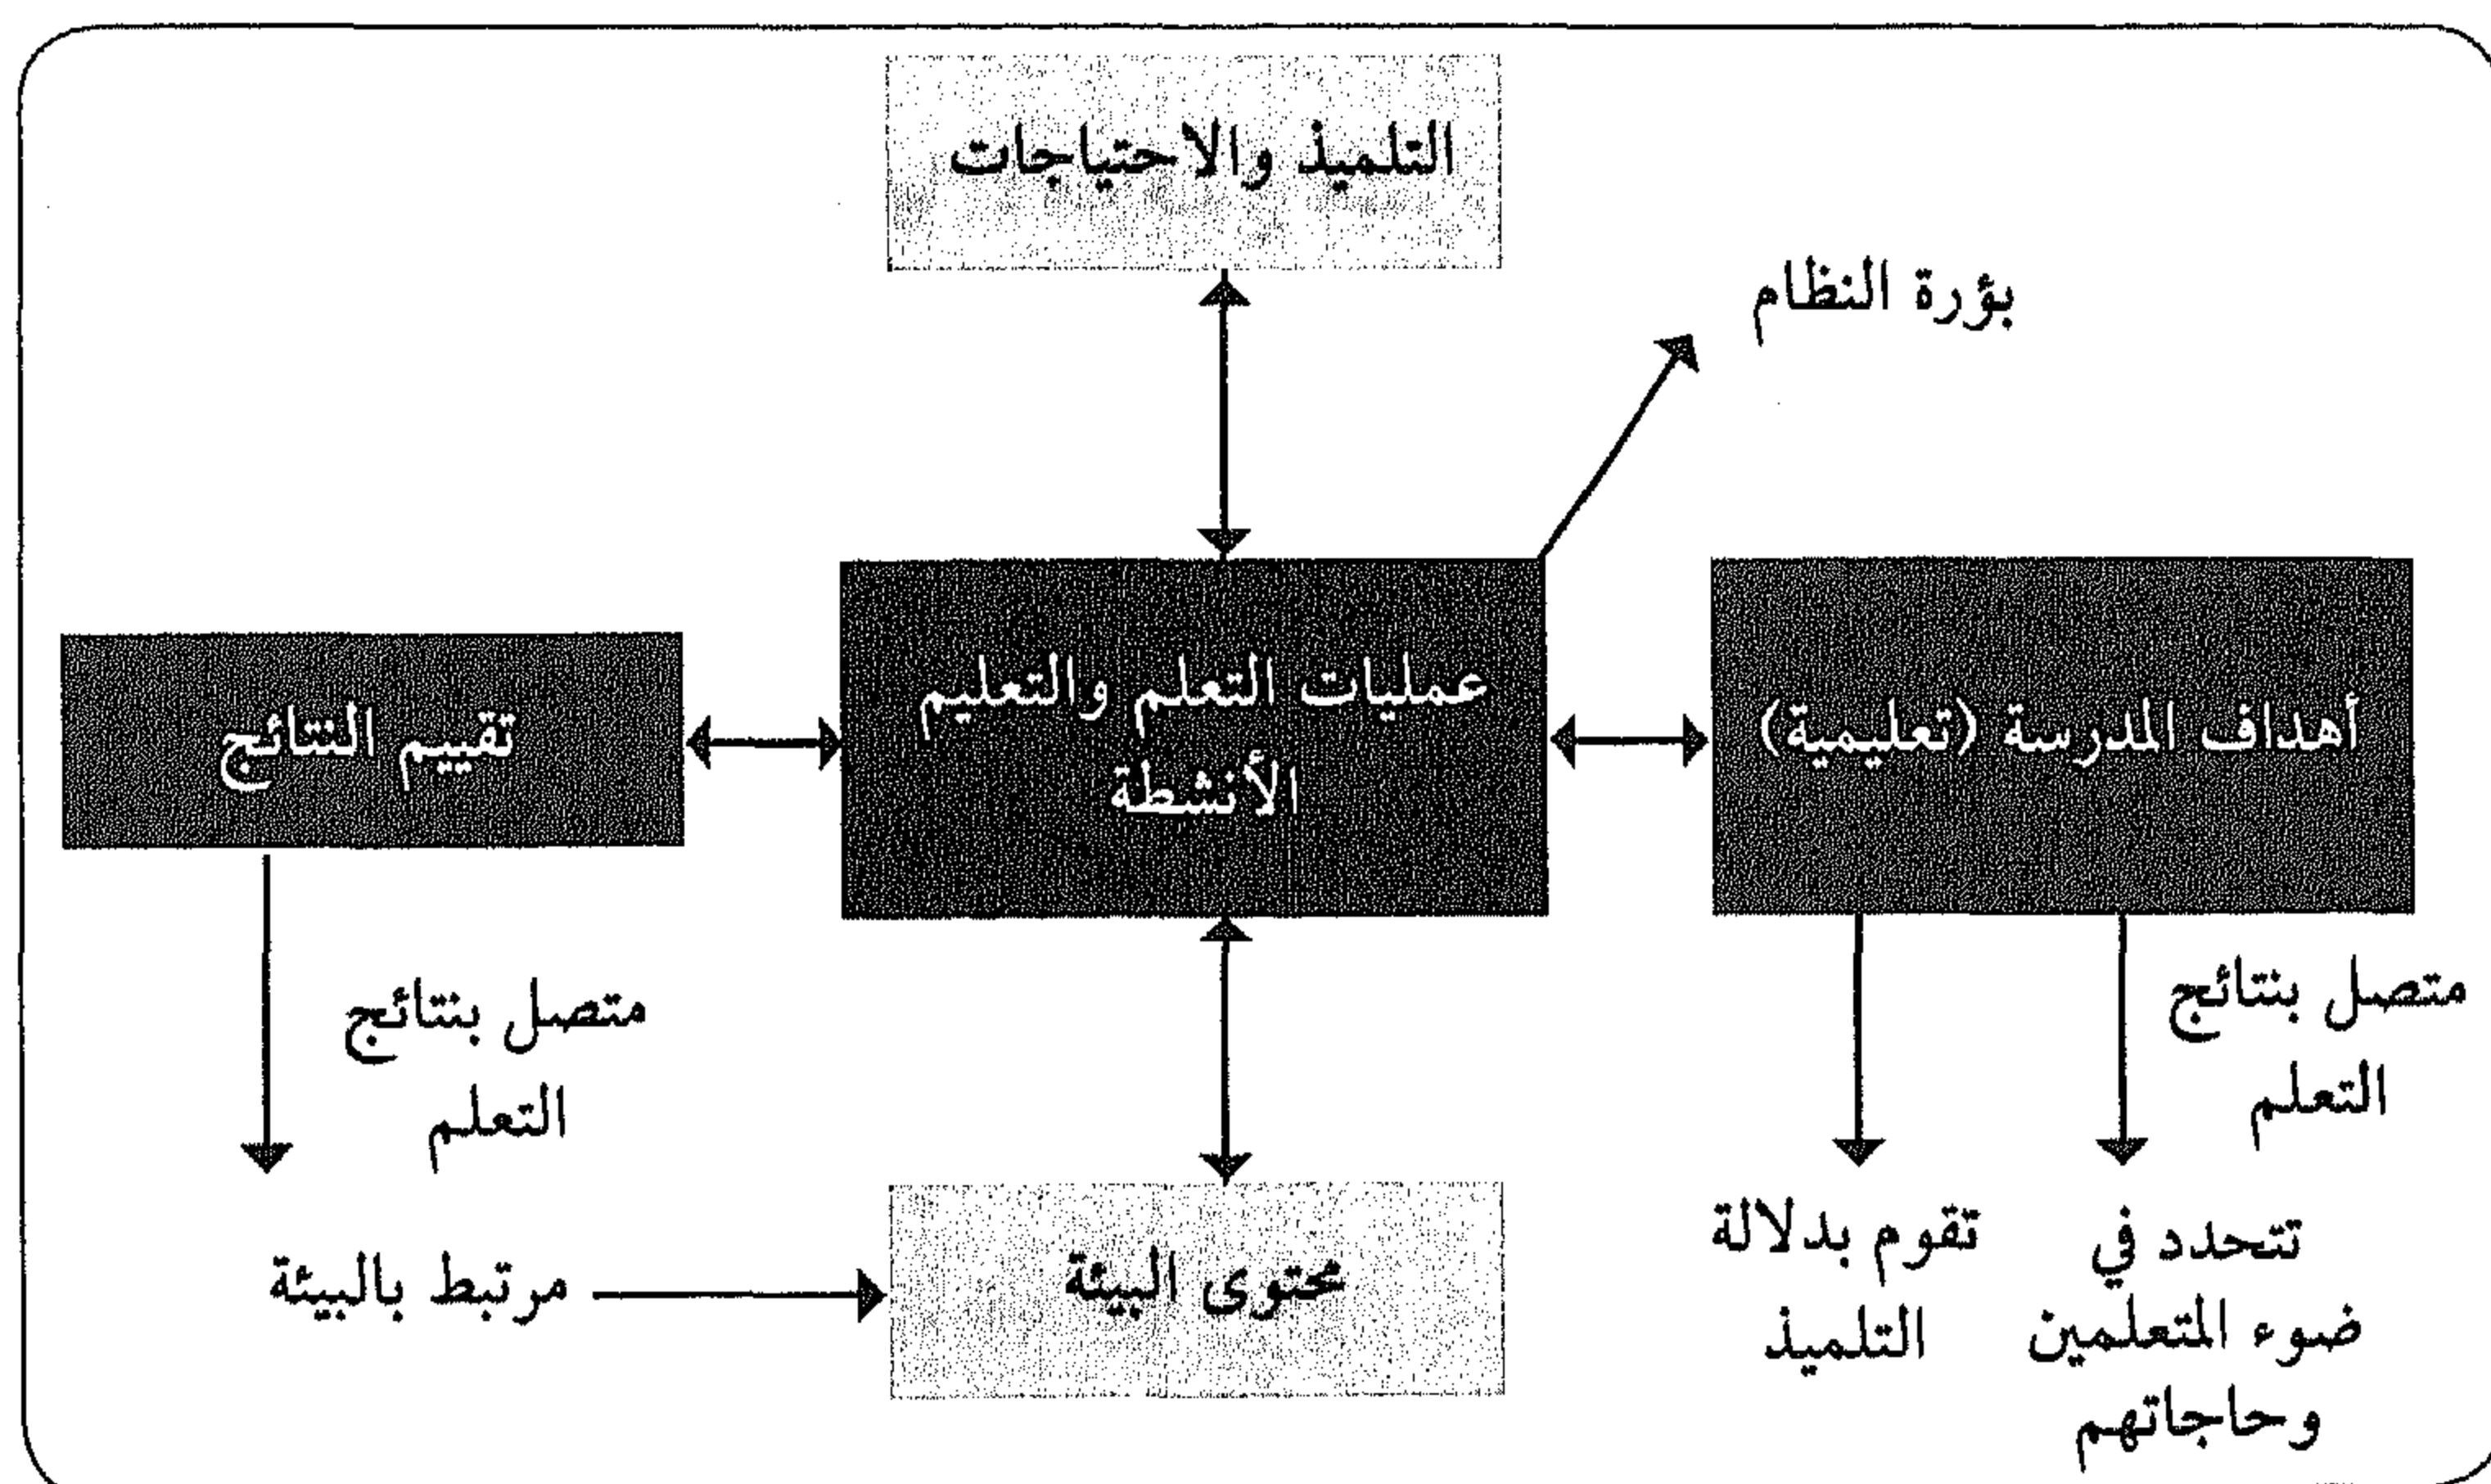 التلميذ والاحتياجات
بؤرة النظام
أهداف المدرسة (تعليمية)
عمليات التعلم والتعليم
الأنشطة
تقييم النتائج
متصل بنتائج
التعلم
تتحدد في
ضوء المتعلمين
وحاجاتهم
تقوم بدلالة
التلميذ
محتوى البيئة
متصل بنتائج
التعلم
مرتبط بالبيئة